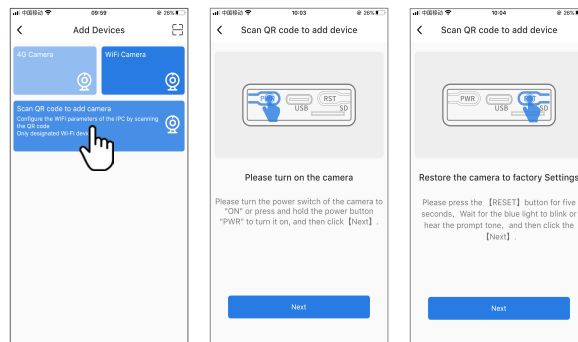 中国移动 09:59 26%
Add Devices
4G Camera
WiFi Camera
Scan QR code to add camera
Configure the WIFI parameters of the IPC by scanning
the QR code
Only designated Wi-Fi
中国移动 10:03 26%
Scan QR code to add device
PWR
USB
RST
SD
Please turn on the camera
Please turn the power switch of the camera to
"ON" or press and hold the power button
"PWR" to turn it on, and then click【Next】.
Next
中国移动 10:04 26%
Scan QR code to add device
PWR
USB
RST
SD
Restore the camera to factory Settings
Please press the 【RESET】button for five
seconds, Wait for the blue light to blink or
hear the prompt tone, and then click the
【Next】.
Next